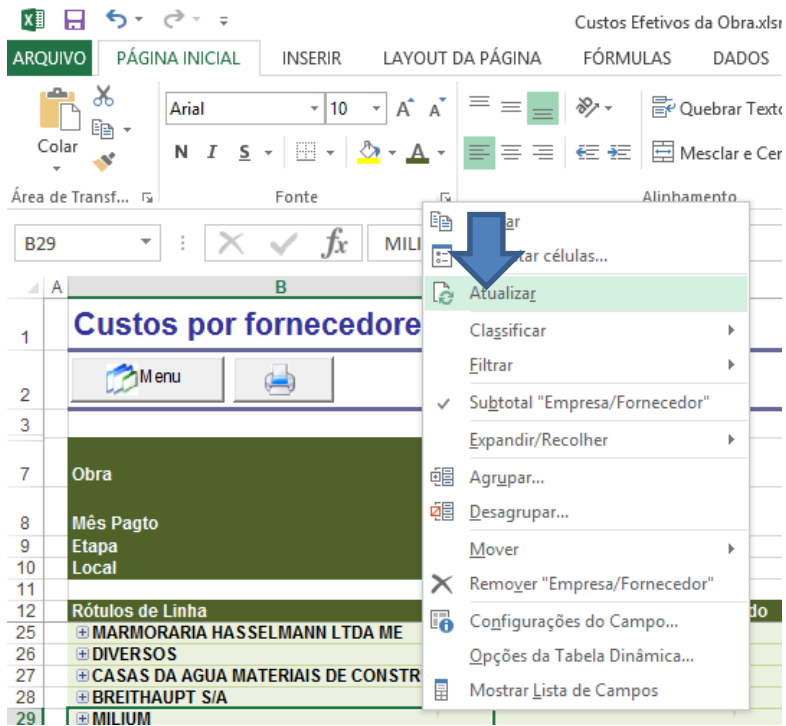 Custos Efetivos da Obra.xlsr
ARQUIVO PÁGINA INICIAL INSERIR LAYOUT DA PÁGINA FÓRMULAS DADOS
Arial 10 A A
Quebrar Texto
Colar N I S A Mesclar e Cer
Área de Transf... Fonte Alinhamento
B29 fx MILI
ar
tar células...
A B
Atualizar
1 Custos por fornecedore
Classificar
2 Menu
Filtrar
Subtotal "Empresa/Fornecedor"
3
Expandir/Recolher
7 Obra
Agrupar...
8 Mês Pagto
Desagrupar...
9 Etapa
Mover
10 Local
11
Remover "Empresa/Fornecedor"
12 Rótulos de Linha do
Configurações do Campo...
25 MARMORARIA HASSELMANN LTDA ME
26 DIVERSOS
Opções da Tabela Dinâmica...
27 CASAS DA AGUA MATERIAIS DE CONSTR
28 BREITHAUPT S/A
Mostrar Lista de Campos
29 MILIUM